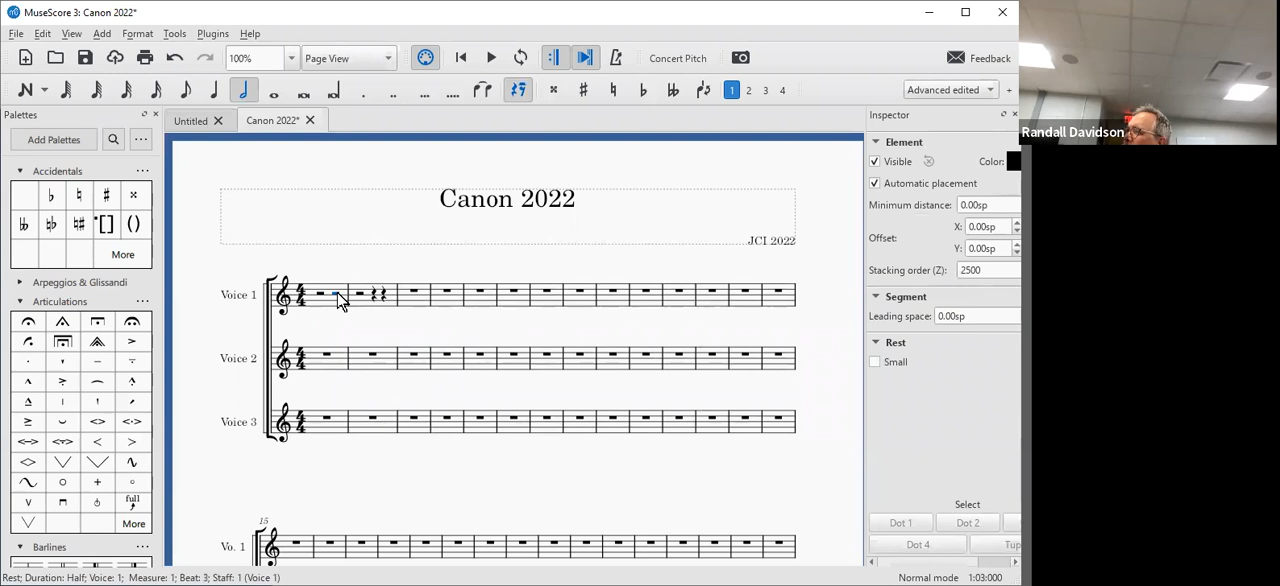 MuseScore 3: Canon 2022*
File Edit View Add Format Tools Plugins Help
100% Page View Concert Pitch Feedback
1 2 3 4 Advanced edited +
Palettes
Untitled Canon 2022*
Inspector
Add Palettes ...
Accidentals ...
More
Arpeggios & Glissandi ...
Articulations ...
full
More
Barlines ...
Canon 2022
JCI 2022
Voice 1
Voice 2
Voice 3
15
Vo. 1
Element
Visible Color:
Automatic placement
Minimum distance: 0.00sp
Offset: X: 0.00sp
Y: 0.00sp
Stacking order (Z): 2500
Segment
Leading space: 0.00sp
Rest
Small
Select
Dot 1 Dot 2
Dot 4 Tup
Rest; Duration: Half; Voice: 1; Measure: 1; Beat: 3; Staff: 1 (Voice 1)
Normal mode 1:03:000
Randall Davidson